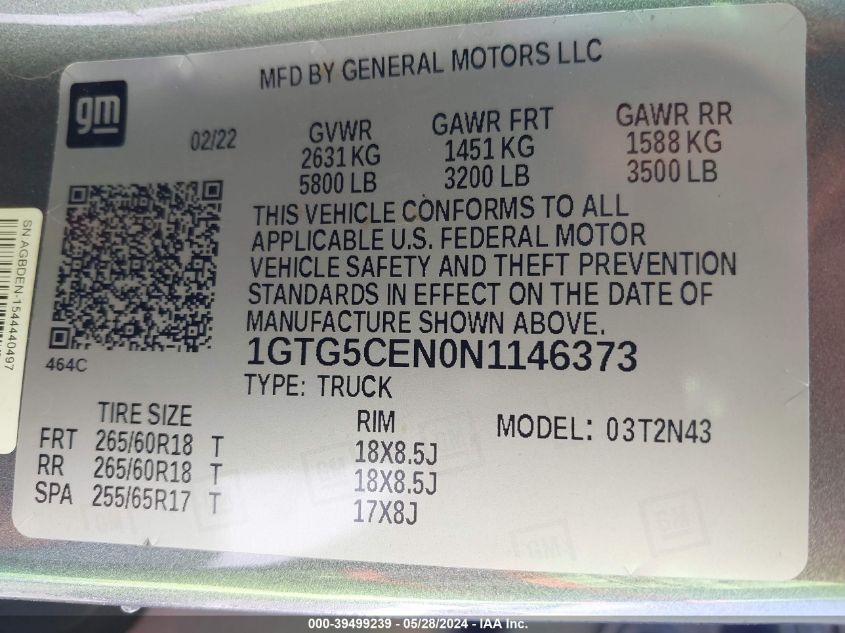 MFD BY GENERAL MOTORS LLC
gm
02/22
GVWR GAWR FRT GAWR RR
2631 KG 1451 KG 1588 KG
5800 LB 3200 LB 3500 LB
THIS VEHICLE CONFORMS TO ALL
APPLICABLE U.S. FEDERAL MOTOR
VEHICLE SAFETY AND THEFT PREVENTION
STANDARDS IN EFFECT ON THE DATE OF
MANUFACTURE SHOWN ABOVE.
464C
1GTG5CEN0N1146373
TYPE: TRUCK
TIRE SIZE RIM MODEL: 03T2N43
FRT 265/60R18 T 18X8.5J
RR 265/60R18 T 18X8.5J
SPA 255/65R17 T 17X8J
SN AGBDEN-1544440497
000-39499239 - 05/28/2024 - IAA Inc.